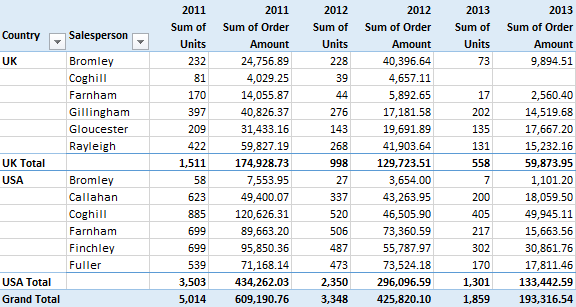 2011 2011 2012 2012 2013 2013
Sum of Sum of Order Sum of Sum of Order Sum of Sum of Order
Country Salesperson Units Amount Units Amount Units Amount
UK Bromley 232 24,756.89 228 40,396.64 73 9,894.51
Coghill 81 4,029.25 39 4,657.11
Farnham 170 14,055.87 44 5,892.65 17 2,560.40
Gillingham 397 40,826.37 276 17,181.58 202 14,519.68
Gloucester 209 31,433.16 143 19,691.89 135 17,667.20
Rayleigh 422 59,827.19 268 41,903.64 131 15,232.16
UK Total 1,511 174,928.73 998 129,723.51 558 59,873.95
USA Bromley 58 7,553.95 27 3,654.00 7 1,101.20
Callahan 623 49,400.07 337 43,263.95 200 18,059.50
Coghill 885 120,626.31 520 46,505.90 405 49,945.11
Farnham 699 89,663.20 506 73,360.59 217 15,663.56
Finchley 699 95,850.36 487 55,787.97 302 30,861.76
Fuller 539 71,168.14 473 73,524.18 170 17,811.46
USA Total 3,503 434,262.03 2,350 296,096.59 1,301 133,442.59
Grand Total 5,014 609,190.76 3,348 425,820.10 1,859 193,316.54